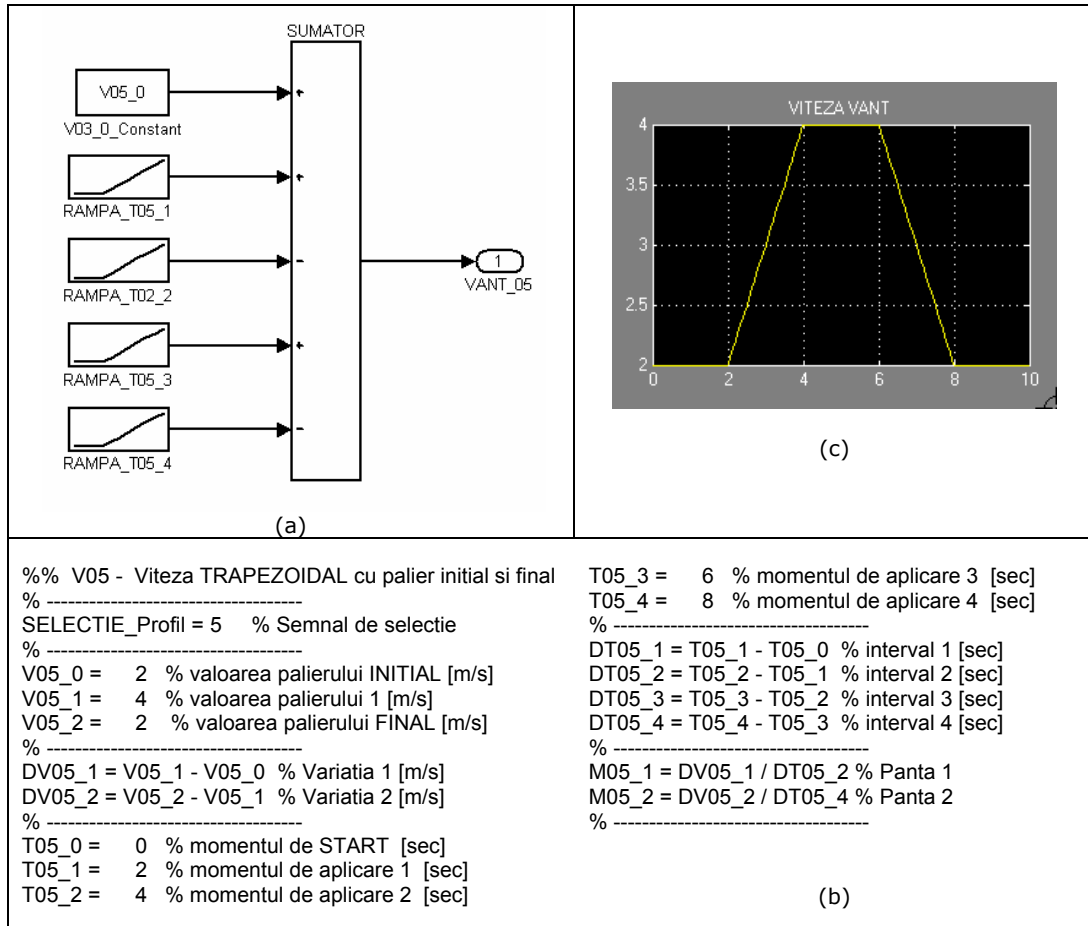 SUMATOR
V05_0
V03_0_Constant
+
RAMPA_T05_1
+
RAMPA_T02_2
-
RAMPA_T05_3
+
RAMPA_T05_4
-
1
VANT_05
(a)
VITEZA VANT
4
3.5
3
2.5
2
0 2 4 6 8 10
(c)
%% V05 - Viteza TRAPEZOIDAL cu palier initial si final
% ------------------------------------
SELECTIE_Profil = 5 % Semnal de selectie
% ------------------------------------
V05_0 = 2 % valoarea palierului INITIAL [m/s]
V05_1 = 4 % valoarea palierului 1 [m/s]
V05_2 = 2 % valoarea palierului FINAL [m/s]
% ------------------------------------
DV05_1 = V05_1 - V05_0 % Variatia 1 [m/s]
DV05_2 = V05_2 - V05_1 % Variatia 2 [m/s]
% ------------------------------------
T05_0 = 0 % momentul de START [sec]
T05_1 = 2 % momentul de aplicare 1 [sec]
T05_2 = 4 % momentul de aplicare 2 [sec]
T05_3 = 6 % momentul de aplicare 3 [sec]
T05_4 = 8 % momentul de aplicare 4 [sec]
% ------------------------------------
DT05_1 = T05_1 - T05_0 % interval 1 [sec]
DT05_2 = T05_2 - T05_1 % interval 2 [sec]
DT05_3 = T05_3 - T05_2 % interval 3 [sec]
DT05_4 = T05_4 - T05_3 % interval 4 [sec]
% ------------------------------------
M05_1 = DV05_1 / DT05_2 % Panta 1
M05_2 = DV05_2 / DT05_4 % Panta 2
% ------------------------------------
(b)